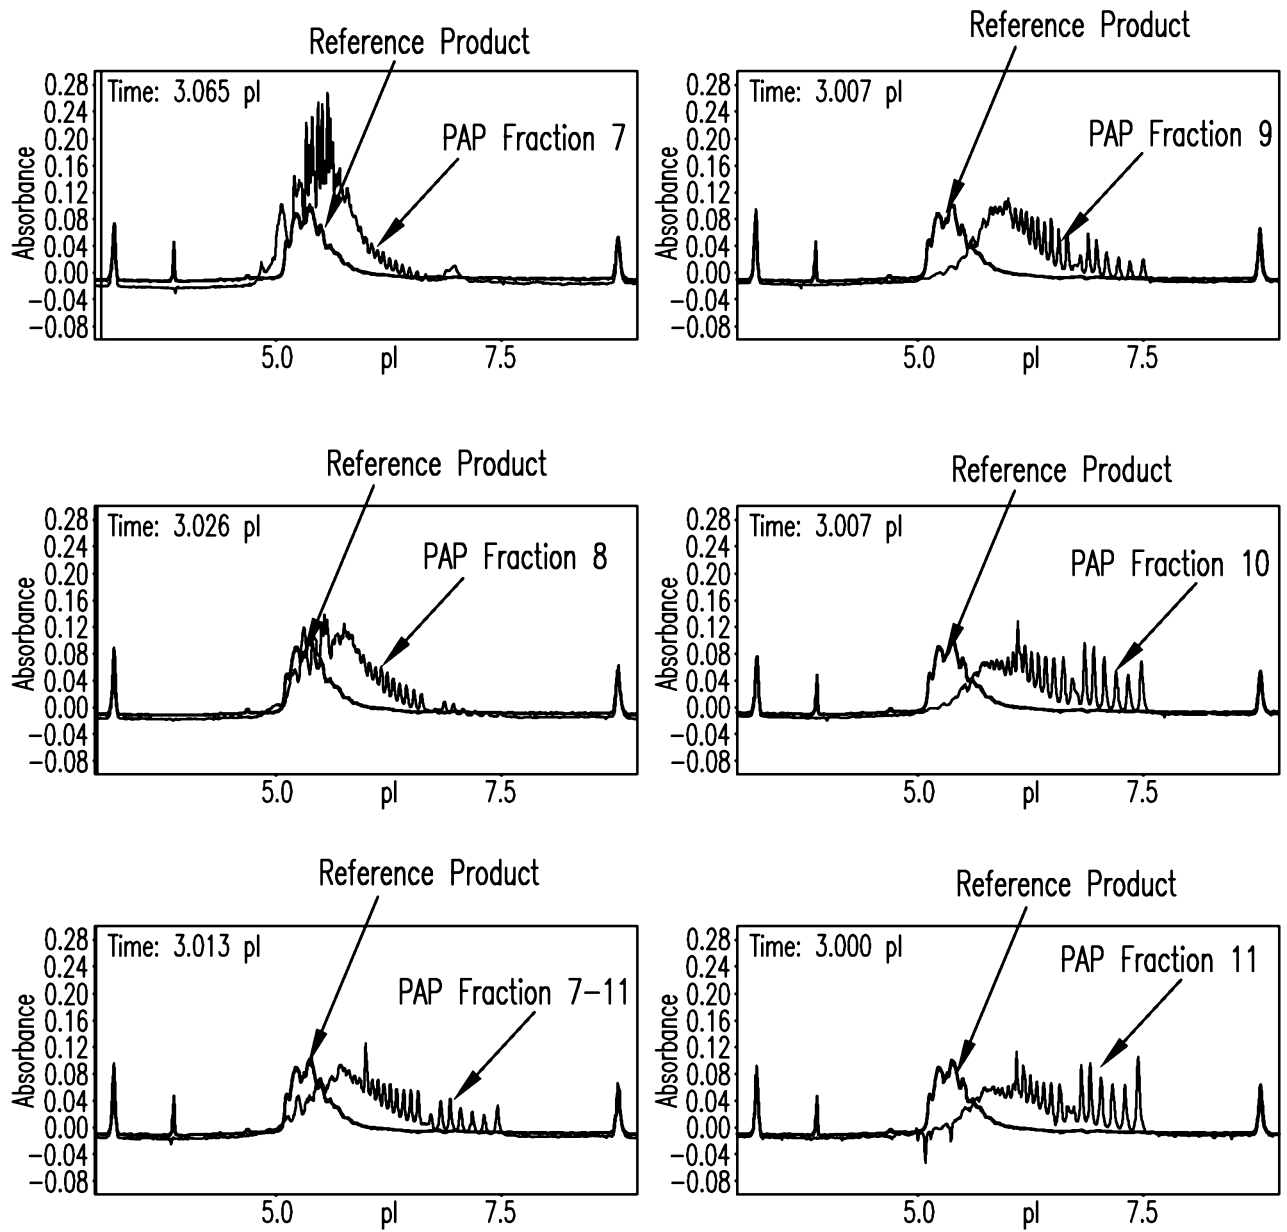 Reference Product
Time: 3.065 pI
PAP Fraction 7
0.28
0.24
0.20
0.16
0.12
0.08
0.04
0.00
−0.04
−0.08
Absorbance
5.0 pI 7.5
Reference Product
Time: 3.007 pI
PAP Fraction 9
0.28
0.24
0.20
0.16
0.12
0.08
0.04
0.00
−0.04
−0.08
Absorbance
5.0 pI 7.5
Reference Product
Time: 3.026 pI
PAP Fraction 8
0.28
0.24
0.20
0.16
0.12
0.08
0.04
0.00
−0.04
−0.08
Absorbance
5.0 pI 7.5
Reference Product
Time: 3.007 pI
PAP Fraction 10
0.28
0.24
0.20
0.16
0.12
0.08
0.04
0.00
−0.04
−0.08
Absorbance
5.0 pI 7.5
Reference Product
Time: 3.013 pI
PAP Fraction 7−11
0.28
0.24
0.20
0.16
0.12
0.08
0.04
0.00
−0.04
−0.08
Absorbance
5.0 pI 7.5
Reference Product
Time: 3.000 pI
PAP Fraction 11
0.28
0.24
0.20
0.16
0.12
0.08
0.04
0.00
−0.04
−0.08
Absorbance
5.0 pI 7.5